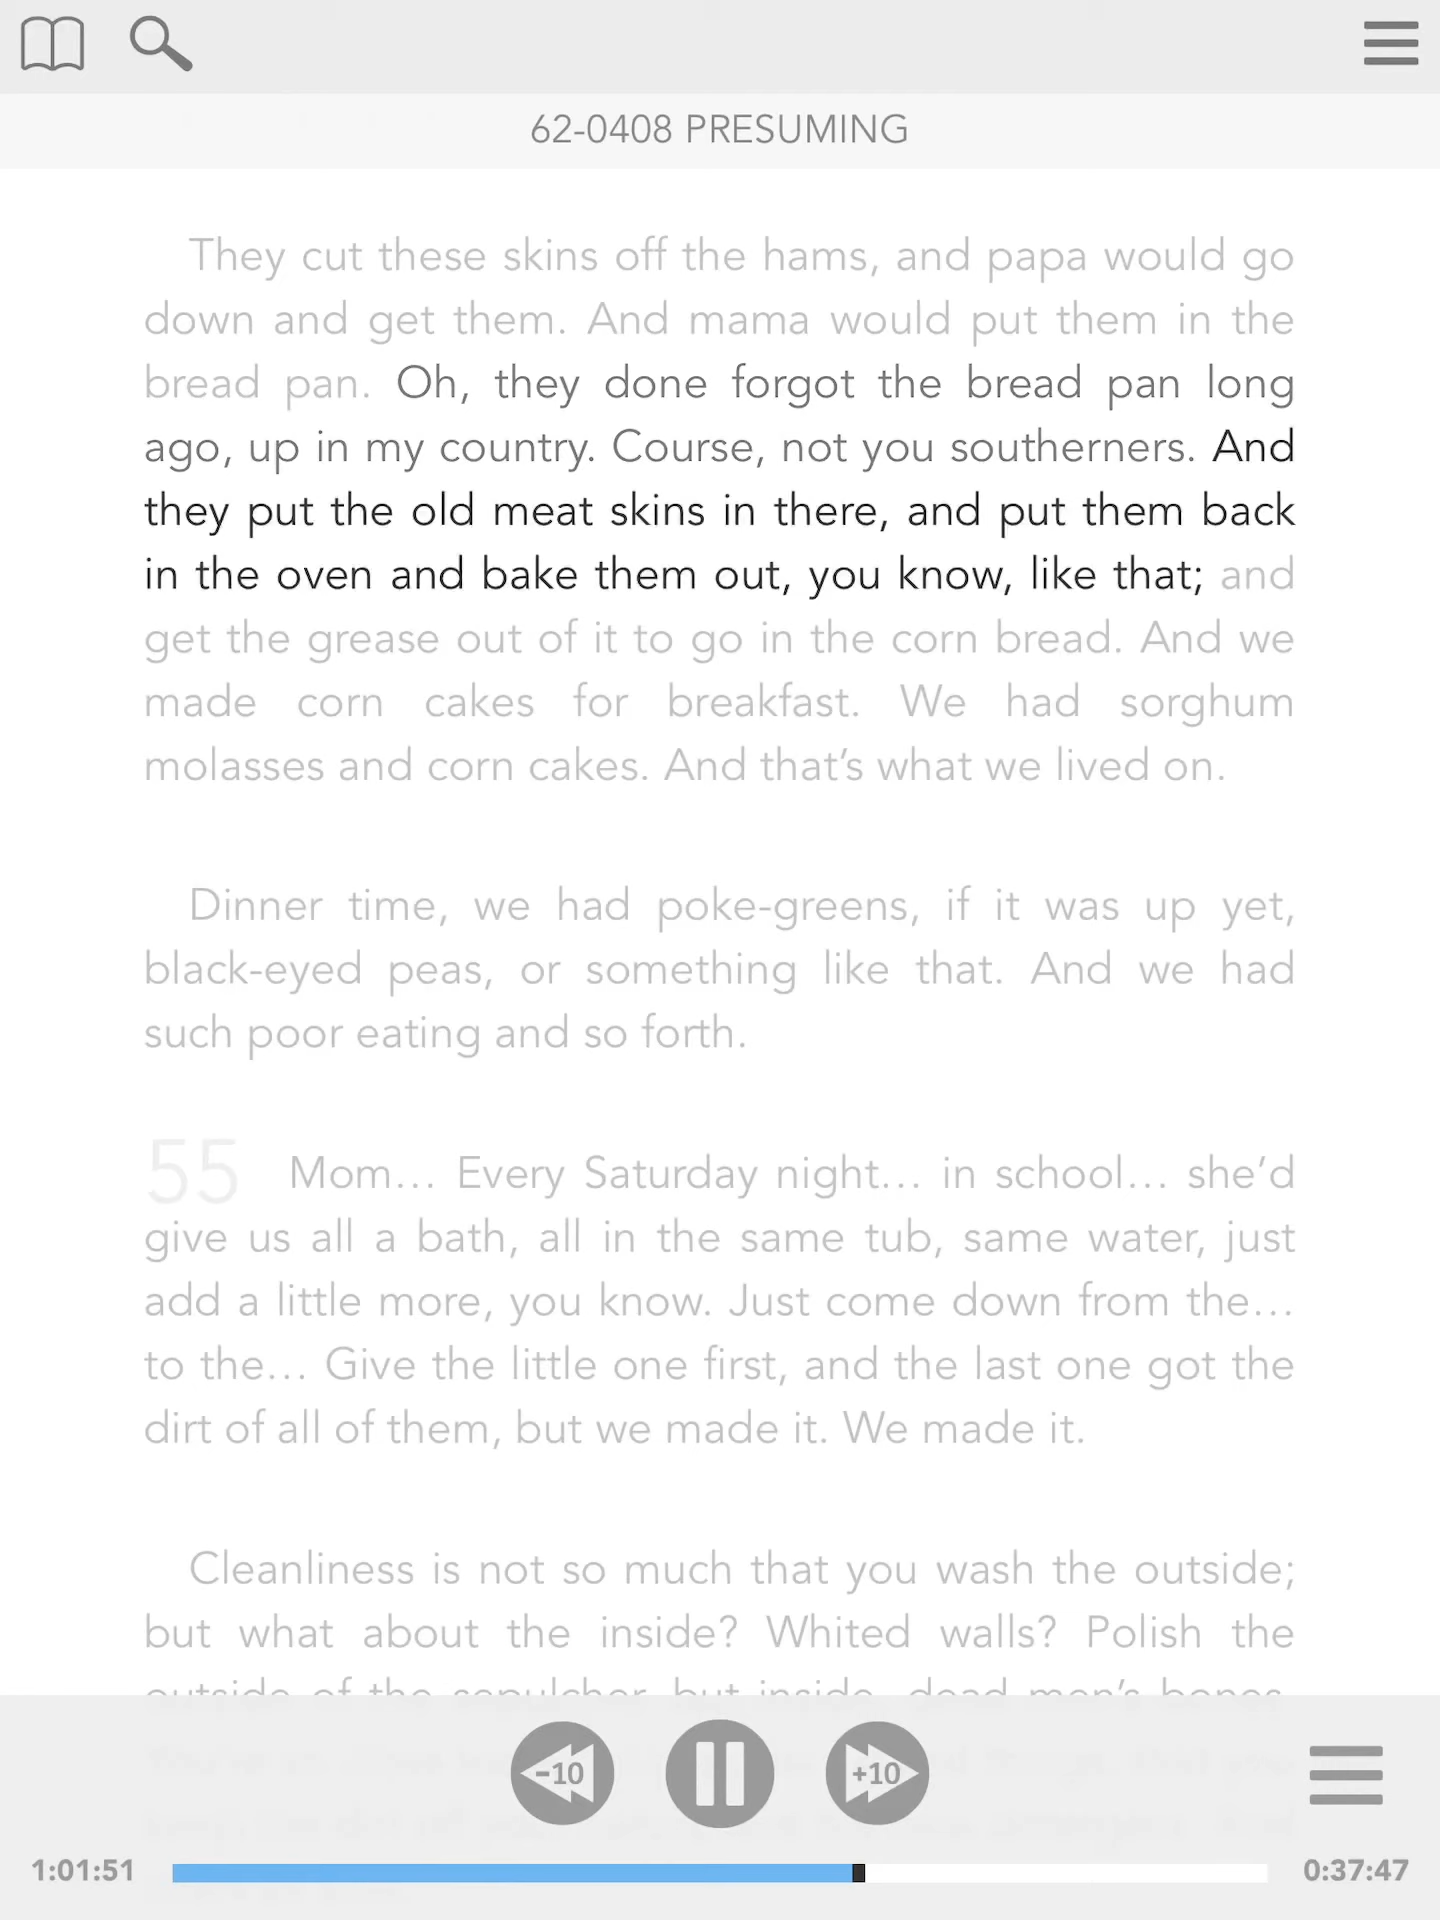 62-0408 PRESUMING
They cut these skins off the hams, and papa would go
down and get them. And mama would put them in the
bread pan. Oh, they done forgot the bread pan long
ago, up in my country. Course, not you southerners. And
they put the old meat skins in there, and put them back
in the oven and bake them out, you know, like that; and
get the grease out of it to go in the corn bread. And we
made corn cakes for breakfast. We had sorghum
molasses and corn cakes. And that’s what we lived on.
Dinner time, we had poke-greens, if it was up yet,
black-eyed peas, or something like that. And we had
such poor eating and so forth.
55 Mom… Every Saturday night… in school… she’d
give us all a bath, all in the same tub, same water, just
add a little more, you know. Just come down from the…
to the… Give the little one first, and the last one got the
dirt of all of them, but we made it. We made it.
Cleanliness is not so much that you wash the outside;
but what about the inside? Whited walls? Polish the
outside of the sepulcher, but inside, dead men’s bones.
-10 +10
1:01:51 0:37:47